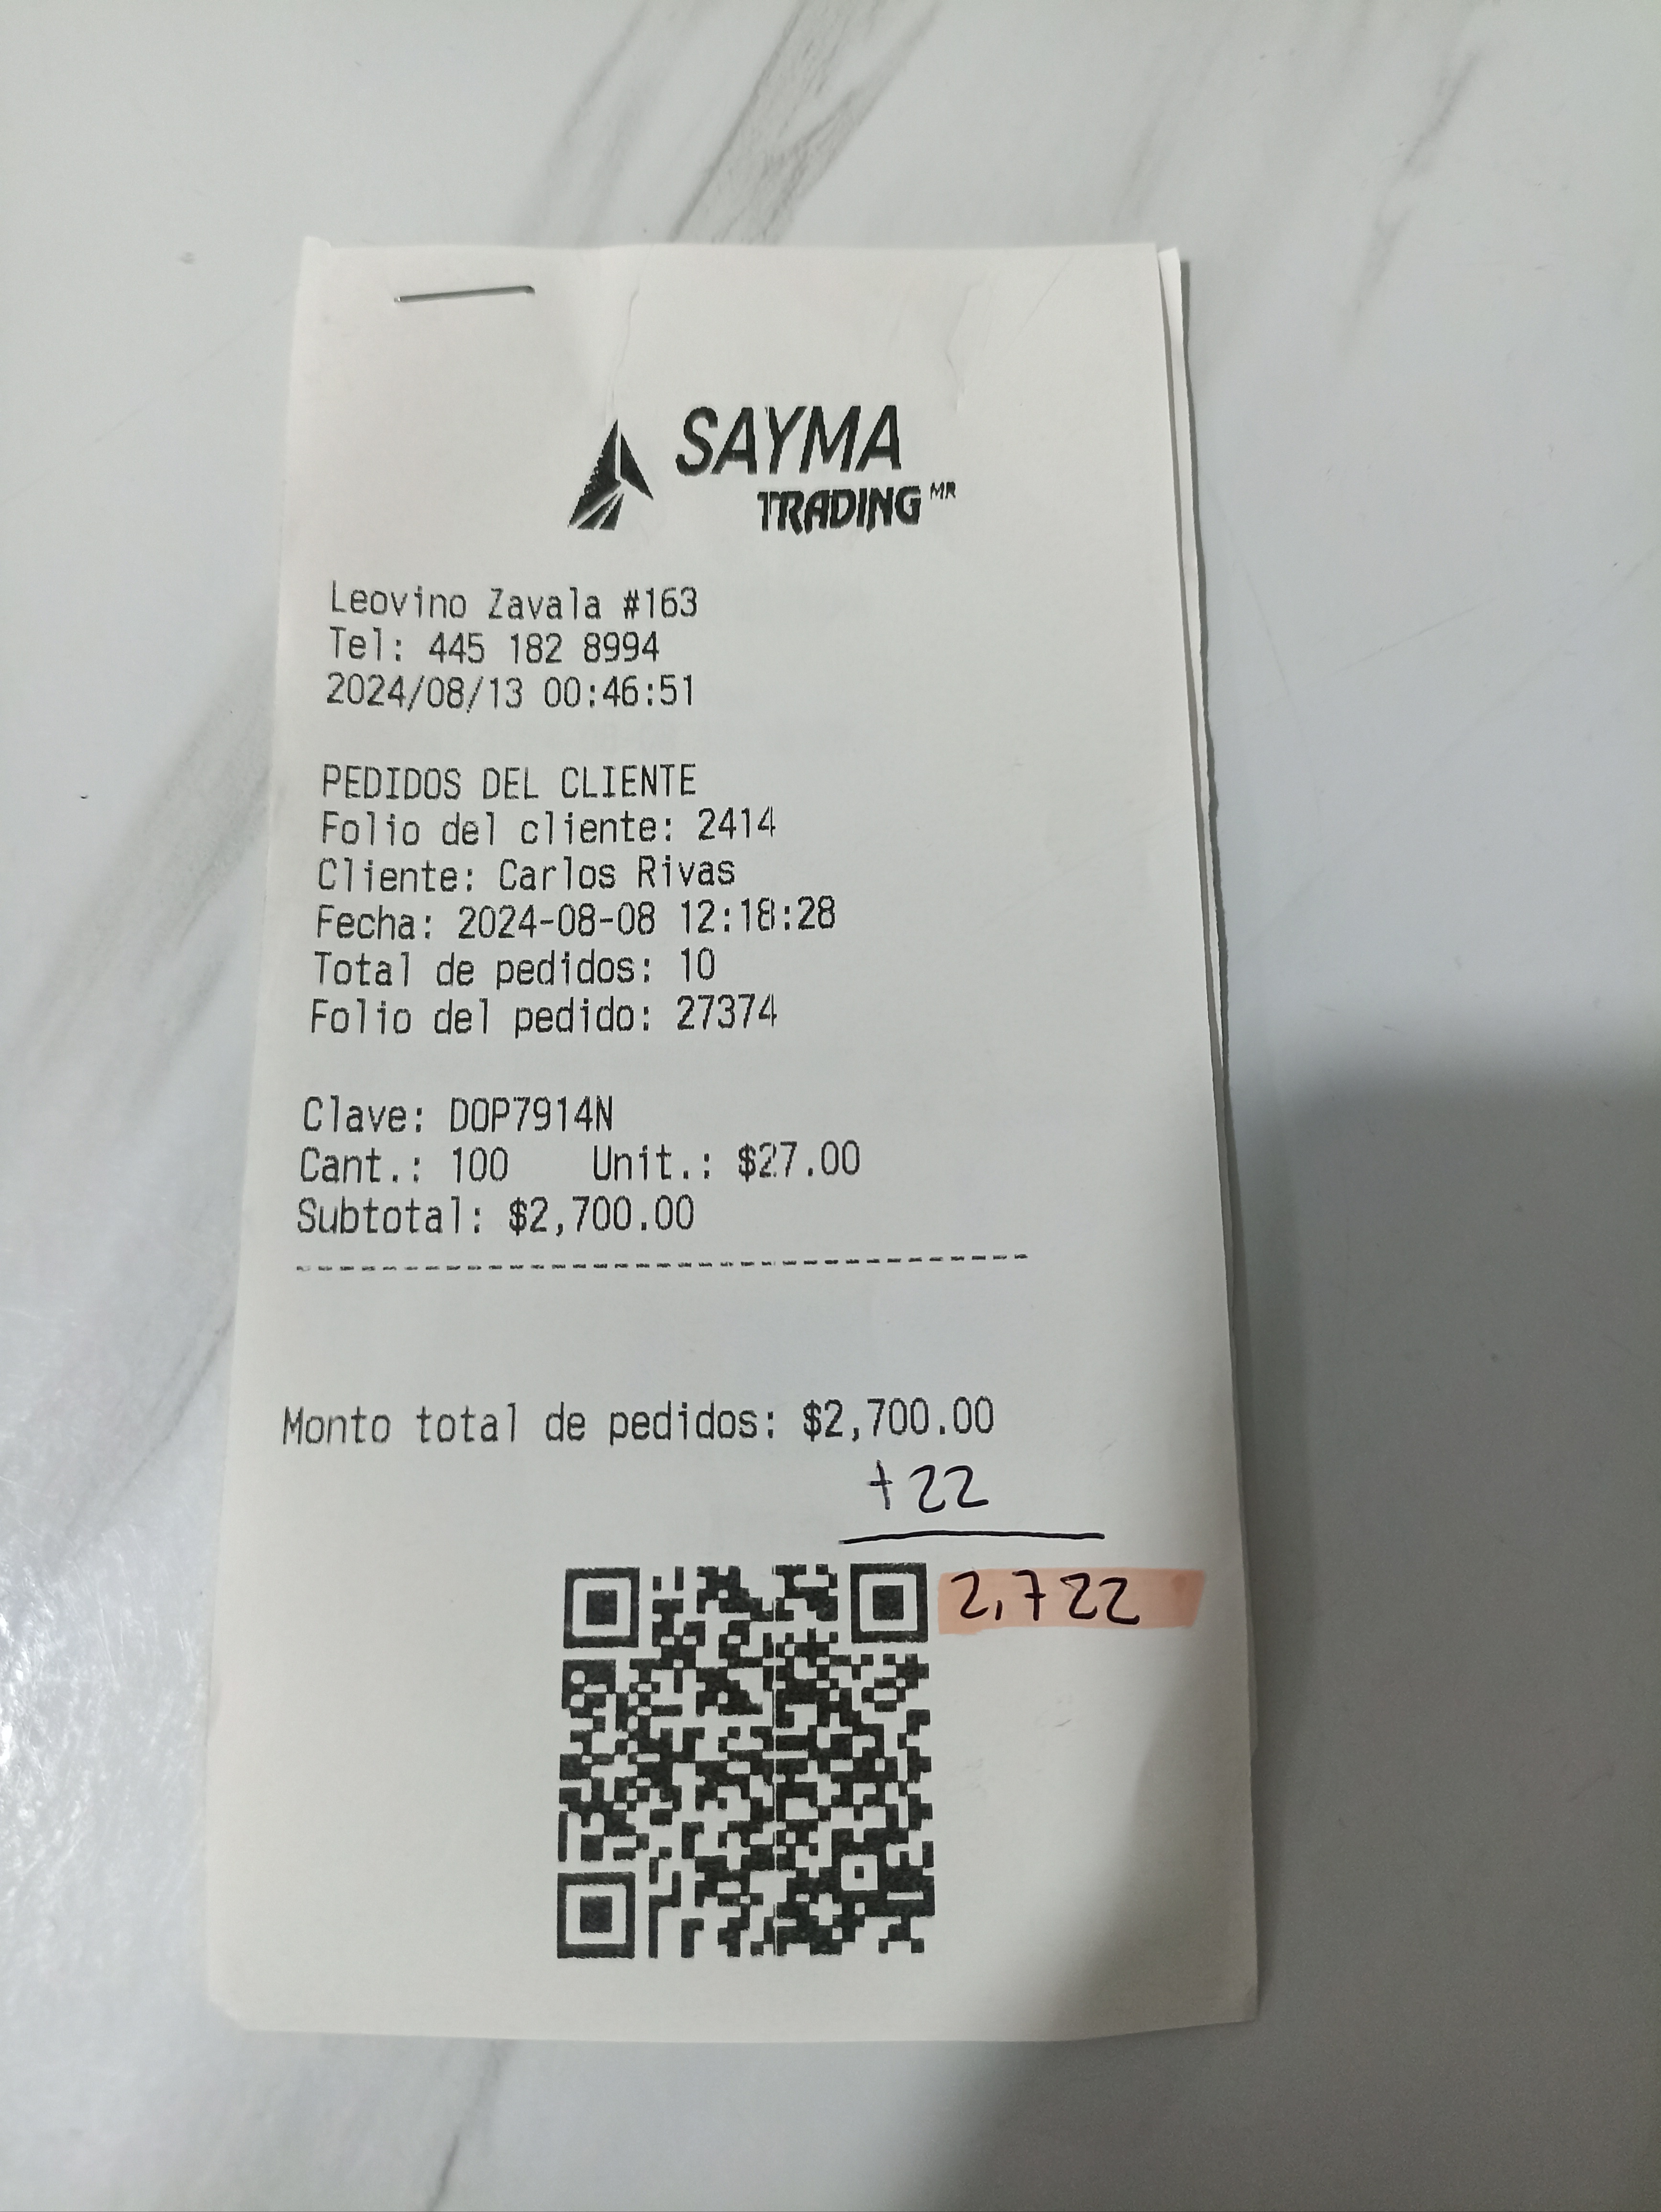 SAYMA
TRADING MR
Leovino Zavala #163
Tel: 445 182 8994
2024/08/13 00:46:51
PEDIDOS DEL CLIENTE
Folio del cliente: 2414
Cliente: Carlos Rivas
Fecha: 2024-08-08 12:18:28
Total de pedidos: 10
Folio del pedido: 27374
Clave: DOP7914N
Cant.: 100 Unit.: $27.00
Subtotal: $2,700.00
Monto total de pedidos: $2,700.00
+22
2,722